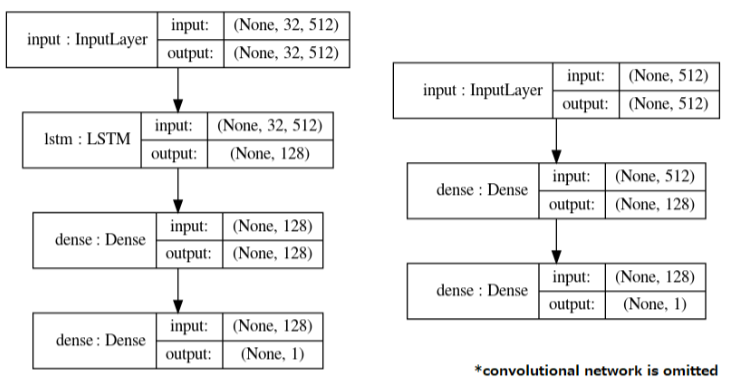 input : InputLayer
input: (None, 32, 512)
output: (None, 32, 512)
lstm : LSTM
input: (None, 32, 512)
output: (None, 128)
dense : Dense
input: (None, 128)
output: (None, 128)
dense : Dense
input: (None, 128)
output: (None, 1)
input : InputLayer
input: (None, 512)
output: (None, 512)
dense : Dense
input: (None, 512)
output: (None, 128)
dense : Dense
input: (None, 128)
output: (None, 1)
*convolutional network is omitted